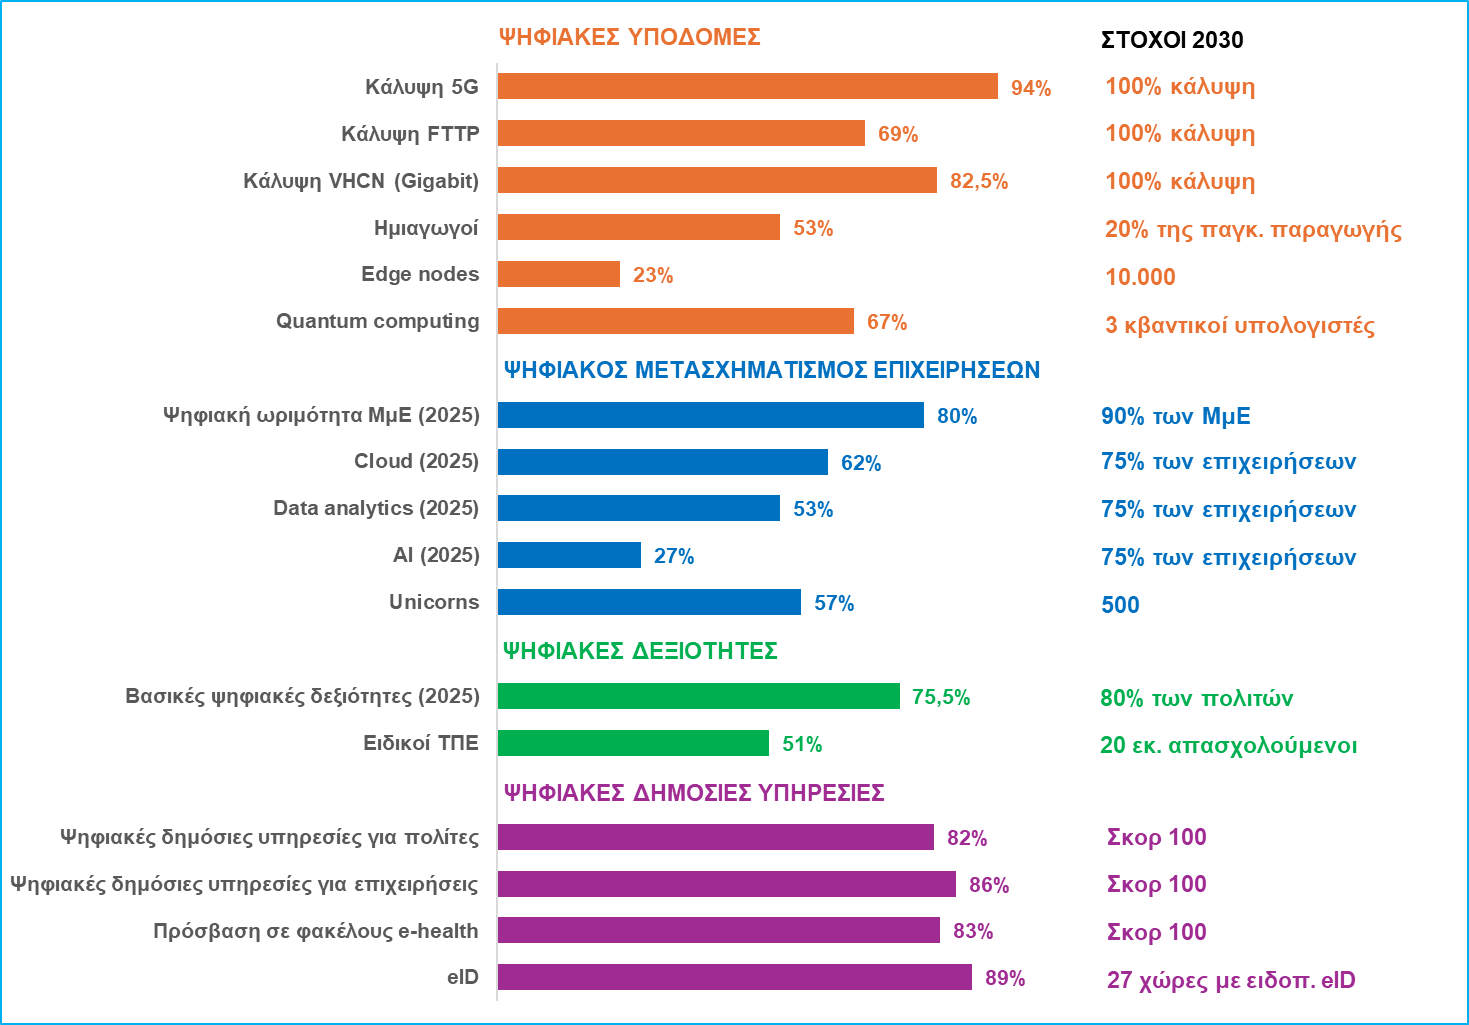 ΨΗΦΙΑΚΕΣ ΥΠΟΔΟΜΕΣ ΣΤΟΧΟΙ 2030
Κάλυψη 5G 94% 100% κάλυψη
Κάλυψη FTTP 69% 100% κάλυψη
Κάλυψη VHCN (Gigabit) 82,5% 100% κάλυψη
Ημιαγωγοί 53% 20% της παγκ. παραγωγής
Edge nodes 23% 10.000
Quantum computing 67% 3 κβαντικοί υπολογιστές
ΨΗΦΙΑΚΟΣ ΜΕΤΑΣΧΗΜΑΤΙΣΜΟΣ ΕΠΙΧΕΙΡΗΣΕΩΝ
Ψηφιακή ωριμότητα ΜμΕ (2025) 80% 90% των ΜμΕ
Cloud (2025) 62% 75% των επιχειρήσεων
Data analytics (2025) 53% 75% των επιχειρήσεων
AI (2025) 27% 75% των επιχειρήσεων
Unicorns 57% 500
ΨΗΦΙΑΚΕΣ ΔΕΞΙΟΤΗΤΕΣ
Βασικές ψηφιακές δεξιότητες (2025) 75,5% 80% των πολιτών
Ειδικοί ΤΠΕ 51% 20 εκ. απασχολούμενοι
ΨΗΦΙΑΚΕΣ ΔΗΜΟΣΙΕΣ ΥΠΗΡΕΣΙΕΣ
Ψηφιακές δημόσιες υπηρεσίες για πολίτες 82% Σκορ 100
Ψηφιακές δημόσιες υπηρεσίες για επιχειρήσεις 86% Σκορ 100
Πρόσβαση σε φακέλους e-health 83% Σκορ 100
eID 89% 27 χώρες με ειδοπ. eID